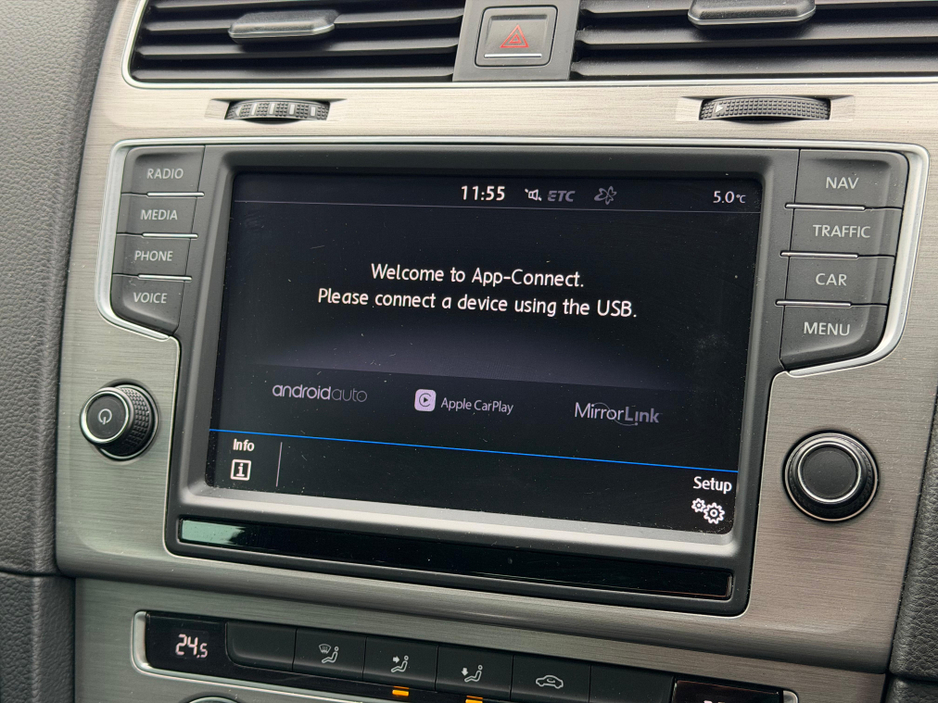 RADIO
MEDIA
PHONE
VOICE
11:55
ETC
5.0°C
Welcome to App-Connect.
Please connect a device using the USB.
androidauto
Apple CarPlay
MirrorLink
Info
i
Setup
NAV
TRAFFIC
CAR
MENU
24.5